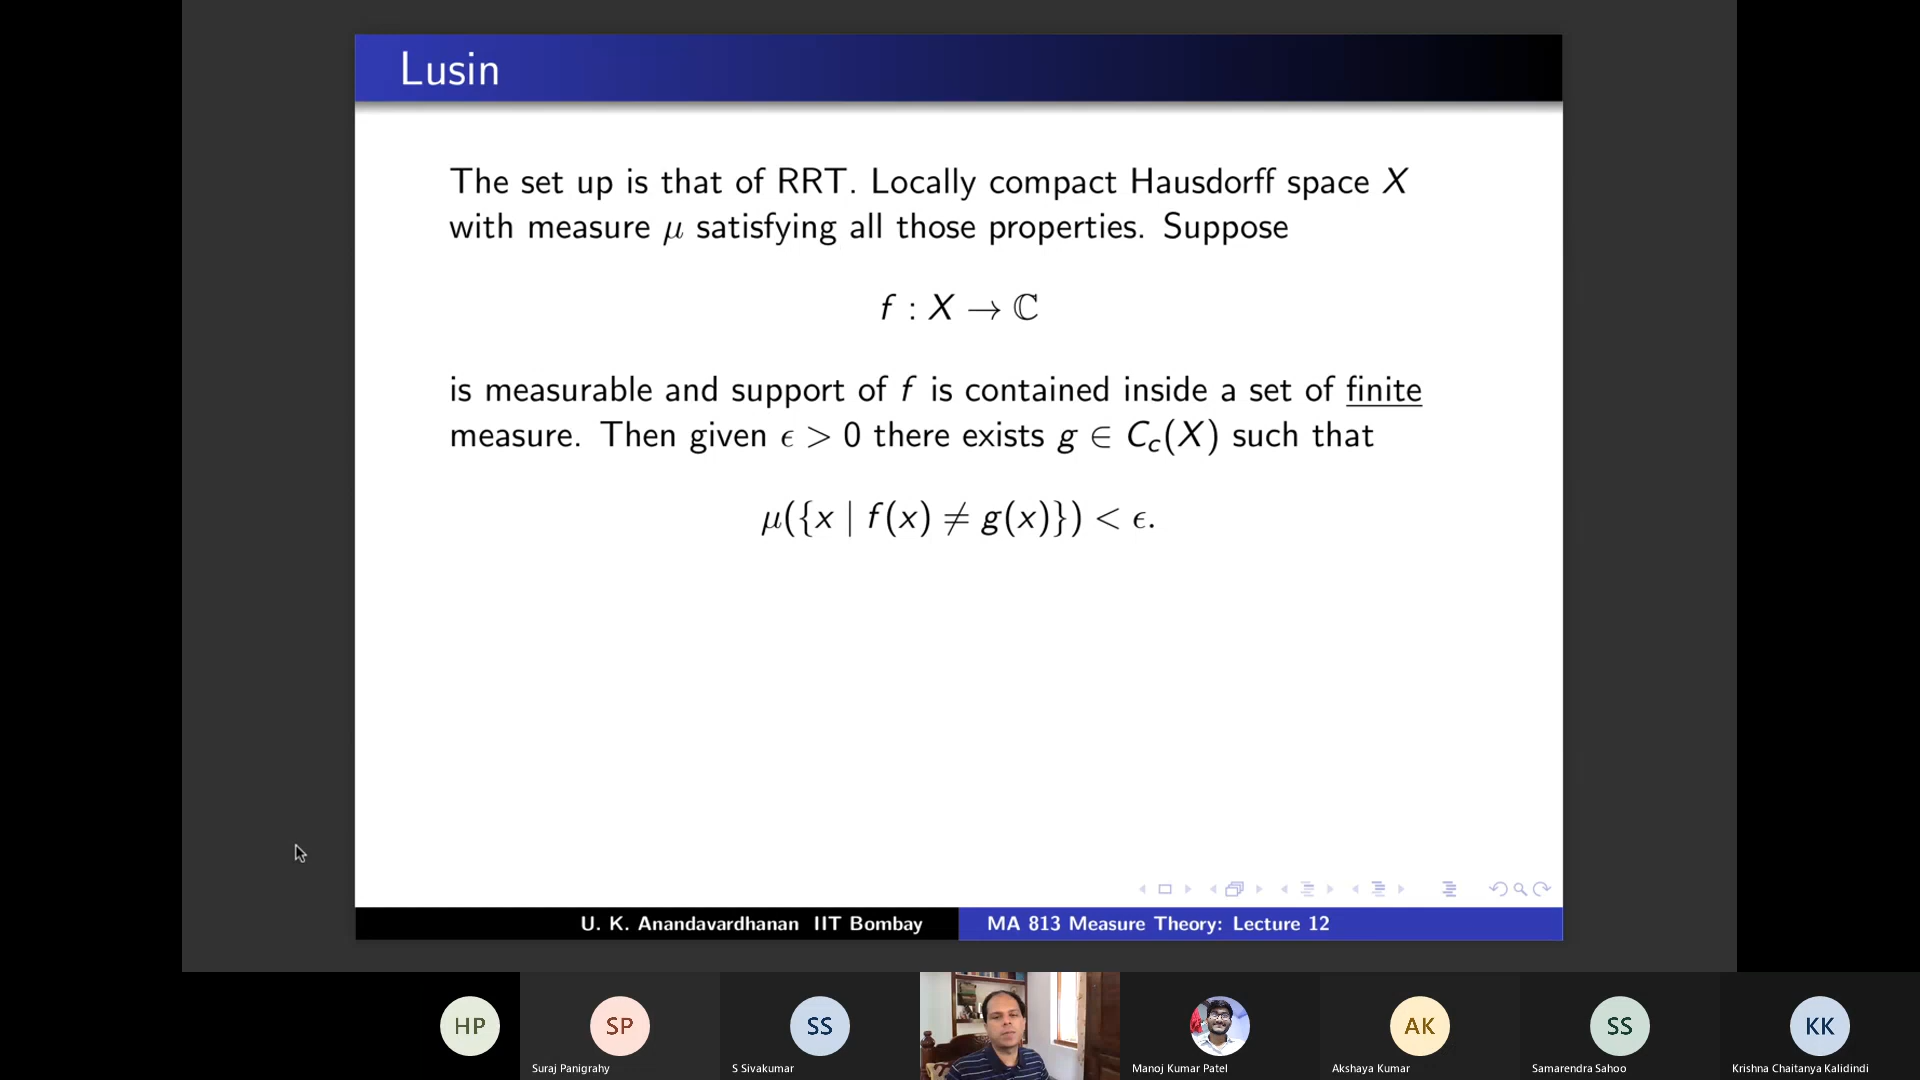 Lusin
The set up is that of RRT. Locally compact Hausdorff space X
with measure μ satisfying all those properties. Suppose
f : X → ℂ
is measurable and support of f is contained inside a set of finite
measure. Then given ϵ > 0 there exists g ∈ C_c(X) such that
μ({x | f(x) ≠ g(x)}) < ϵ.
U. K. Anandavardhanan IIT Bombay
MA 813 Measure Theory: Lecture 12
HP
SP
SS
AK
SS
KK
Suraj Panigrahy
S Sivakumar
Manoj Kumar Patel
Akshaya Kumar
Samarendra Sahoo
Krishna Chaitanya Kalidindi